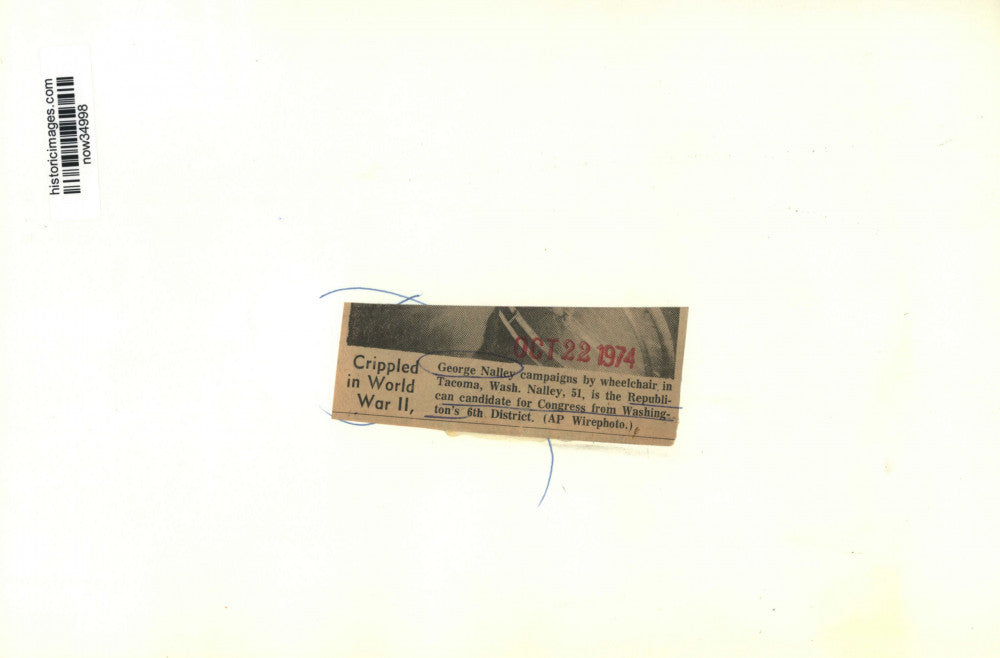 historicimages.com
now34998
OCT 22 1974
Crippled
in World
War II,
George Nalley campaigns by wheelchair in
Tacoma, Wash. Nalley, 51, is the Republi-
can candidate for Congress from Washing-
ton's 6th District. (AP Wirephoto.)